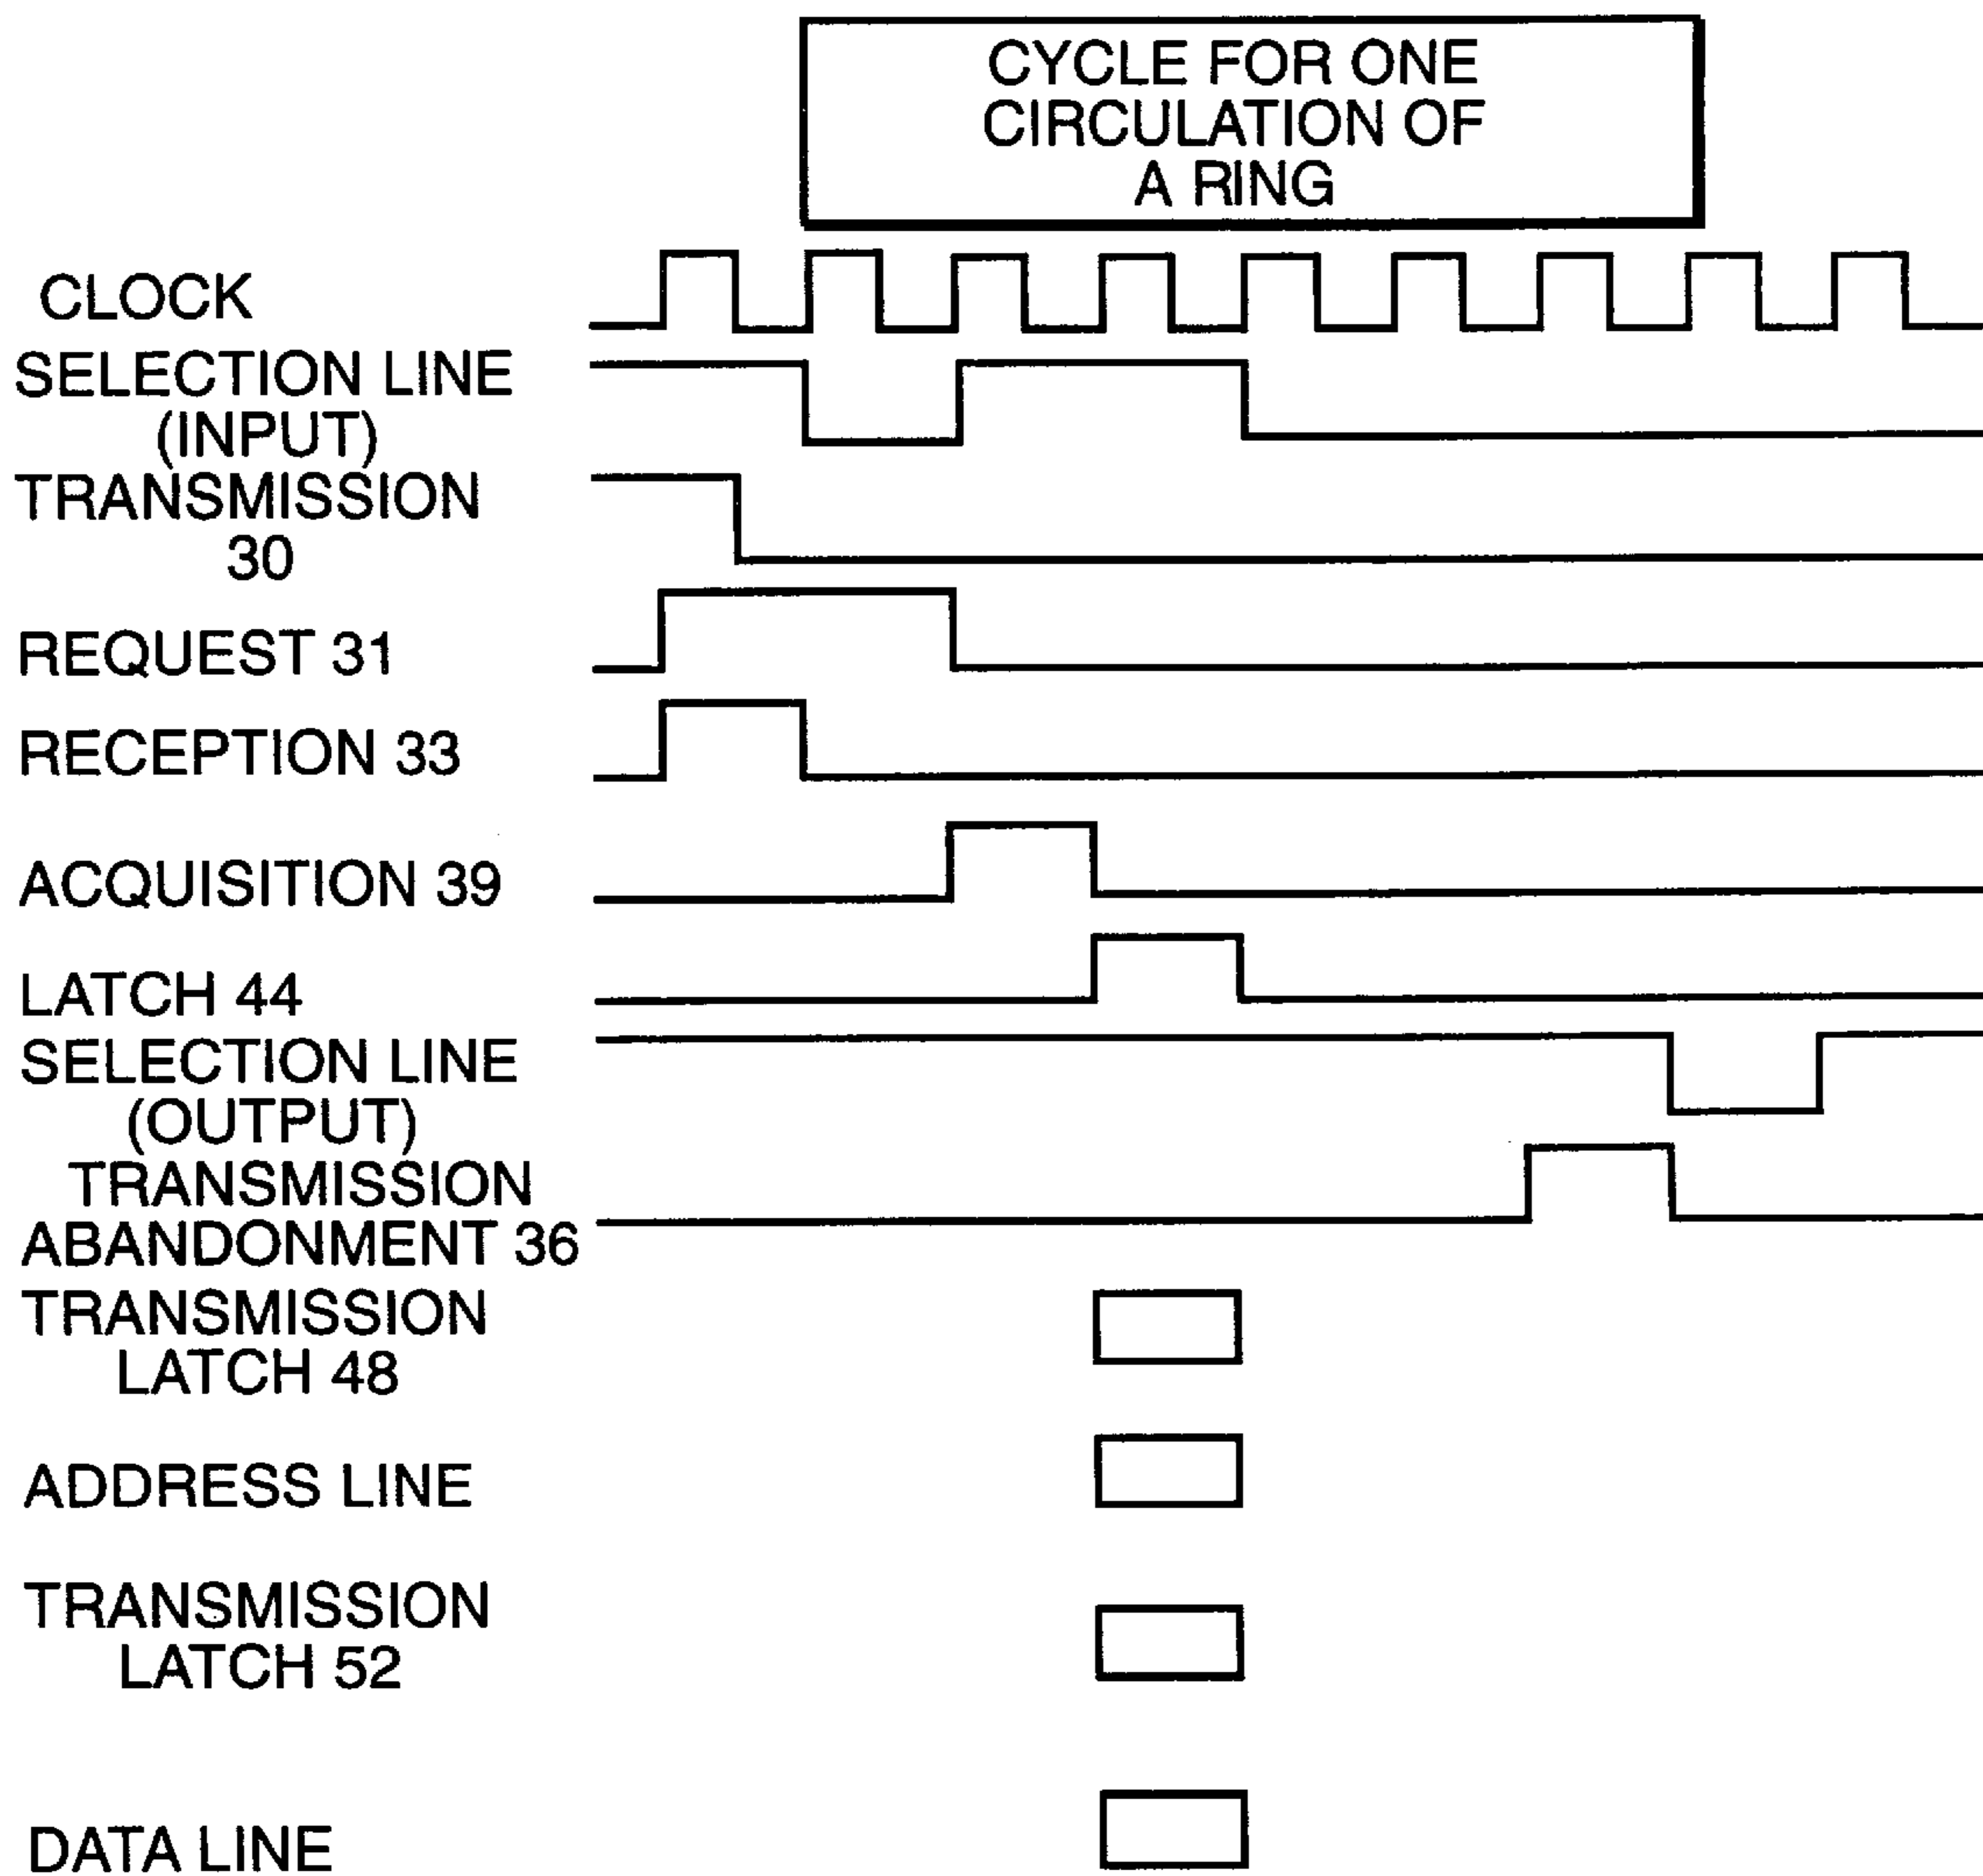 CYCLE FOR ONE
CIRCULATION OF
A RING
CLOCK
SELECTION LINE
(INPUT)
TRANSMISSION
30
REQUEST 31
RECEPTION 33
ACQUISITION 39
LATCH 44
SELECTION LINE
(OUTPUT)
TRANSMISSION
ABANDONMENT 36
TRANSMISSION
LATCH 48
ADDRESS LINE
TRANSMISSION
LATCH 52
DATA LINE